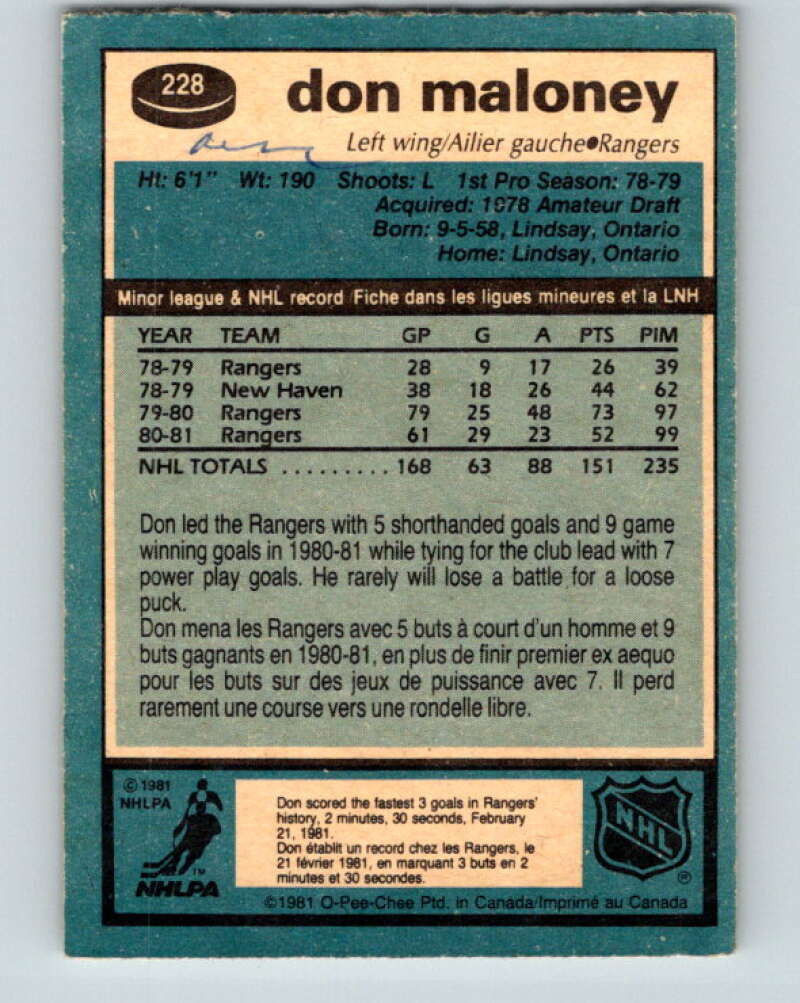 228
don maloney
Left wing/Ailier gauche●Rangers
Ht: 6'1" Wt: 190 Shoots: L 1st Pro Season: 78-79
Acquired: 1978 Amateur Draft
Born: 9-5-58, Lindsay, Ontario
Home: Lindsay, Ontario
Minor league & NHL record/Fiche dans les ligues mineures et la LNH
YEAR TEAM GP G A PTS PIM
78-79 Rangers 28 9 17 26 39
78-79 New Haven 38 18 26 44 62
79-80 Rangers 79 25 48 73 97
80-81 Rangers 61 29 23 52 99
NHL TOTALS ......... 168 63 88 151 235
Don led the Rangers with 5 shorthanded goals and 9 game
winning goals in 1980-81 while tying for the club lead with 7
power play goals. He rarely will lose a battle for a loose
puck.
Don mena les Rangers avec 5 buts à court d'un homme et 9
buts gagnants en 1980-81, en plus de finir premier ex aequo
pour les buts sur des jeux de puissance avec 7. Il perd
rarement une course vers une rondelle libre.
©1981
NHLPA
TM
NHLPA
Don scored the fastest 3 goals in Rangers'
history, 2 minutes, 30 seconds, February
21, 1981.
Don établit un record chez les Rangers, le
21 février 1981, en marquant 3 buts en 2
minutes et 30 secondes.
NHL
®
©1981 O-Pee-Chee Ptd. in Canada/Imprimé au Canada